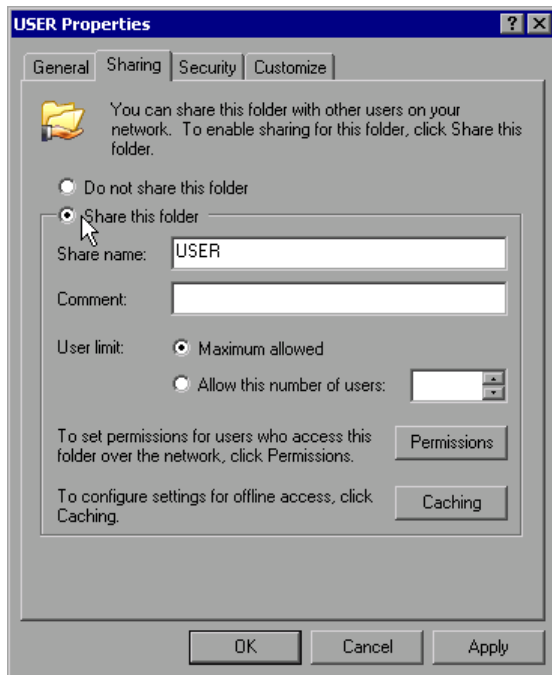 USER Properties
General Sharing Security Customize
You can share this folder with other users on your
network. To enable sharing for this folder, click Share this
folder.
Do not share this folder
Share this folder
Share name: USER
Comment:
User limit: Maximum allowed
Allow this number of users:
To set permissions for users who access this
folder over the network, click Permissions.
Permissions
To configure settings for offline access, click
Caching.
Caching
OK Cancel Apply